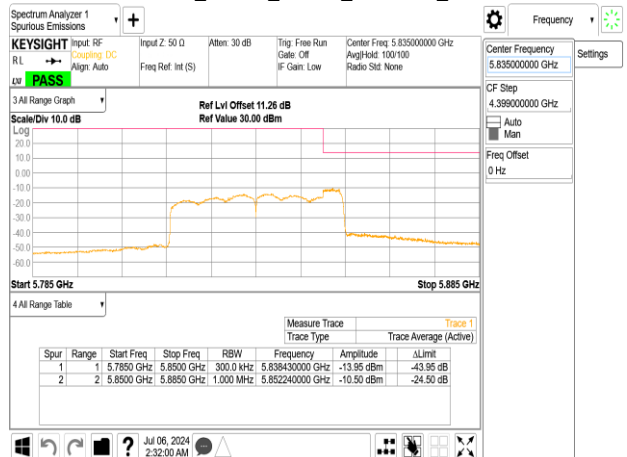 Spectrum Analyzer 1
Spurious Emissions
+
Frequency
KEYSIGHT Input: RF Input Z: 50 Ω Atten: 30 dB Trig: Free Run Center Freq: 5.835000000 GHz
RL Coupling: DC Gate: Off Avg|Hold: 100/100
Align: Auto Freq Ref: Int (S) IF Gain: Low Radio Std: None
LXI PASS
Center Frequency
5.835000000 GHz
Settings
CF Step
4.399000000 GHz
Auto
Man
Freq Offset
0 Hz
3 All Range Graph
Ref Lvl Offset 11.26 dB
Scale/Div 10.0 dB Ref Value 30.00 dBm
Log
20.0
10.0
0.00
-10.0
-20.0
-30.0
-40.0
-50.0
-60.0
Start 5.785 GHz Stop 5.885 GHz
4 All Range Table
Measure Trace Trace 1
Trace Type Trace Average (Active)
Spur Range Start Freq Stop Freq RBW Frequency Amplitude ΔLimit
1 1 5.7850 GHz 5.8500 GHz 300.0 kHz 5.838430000 GHz -13.95 dBm -43.95 dB
2 2 5.8500 GHz 5.8850 GHz 1.000 MHz 5.852240000 GHz -10.50 dBm -24.50 dB
? Jul 06, 2024
2:32:00 AM